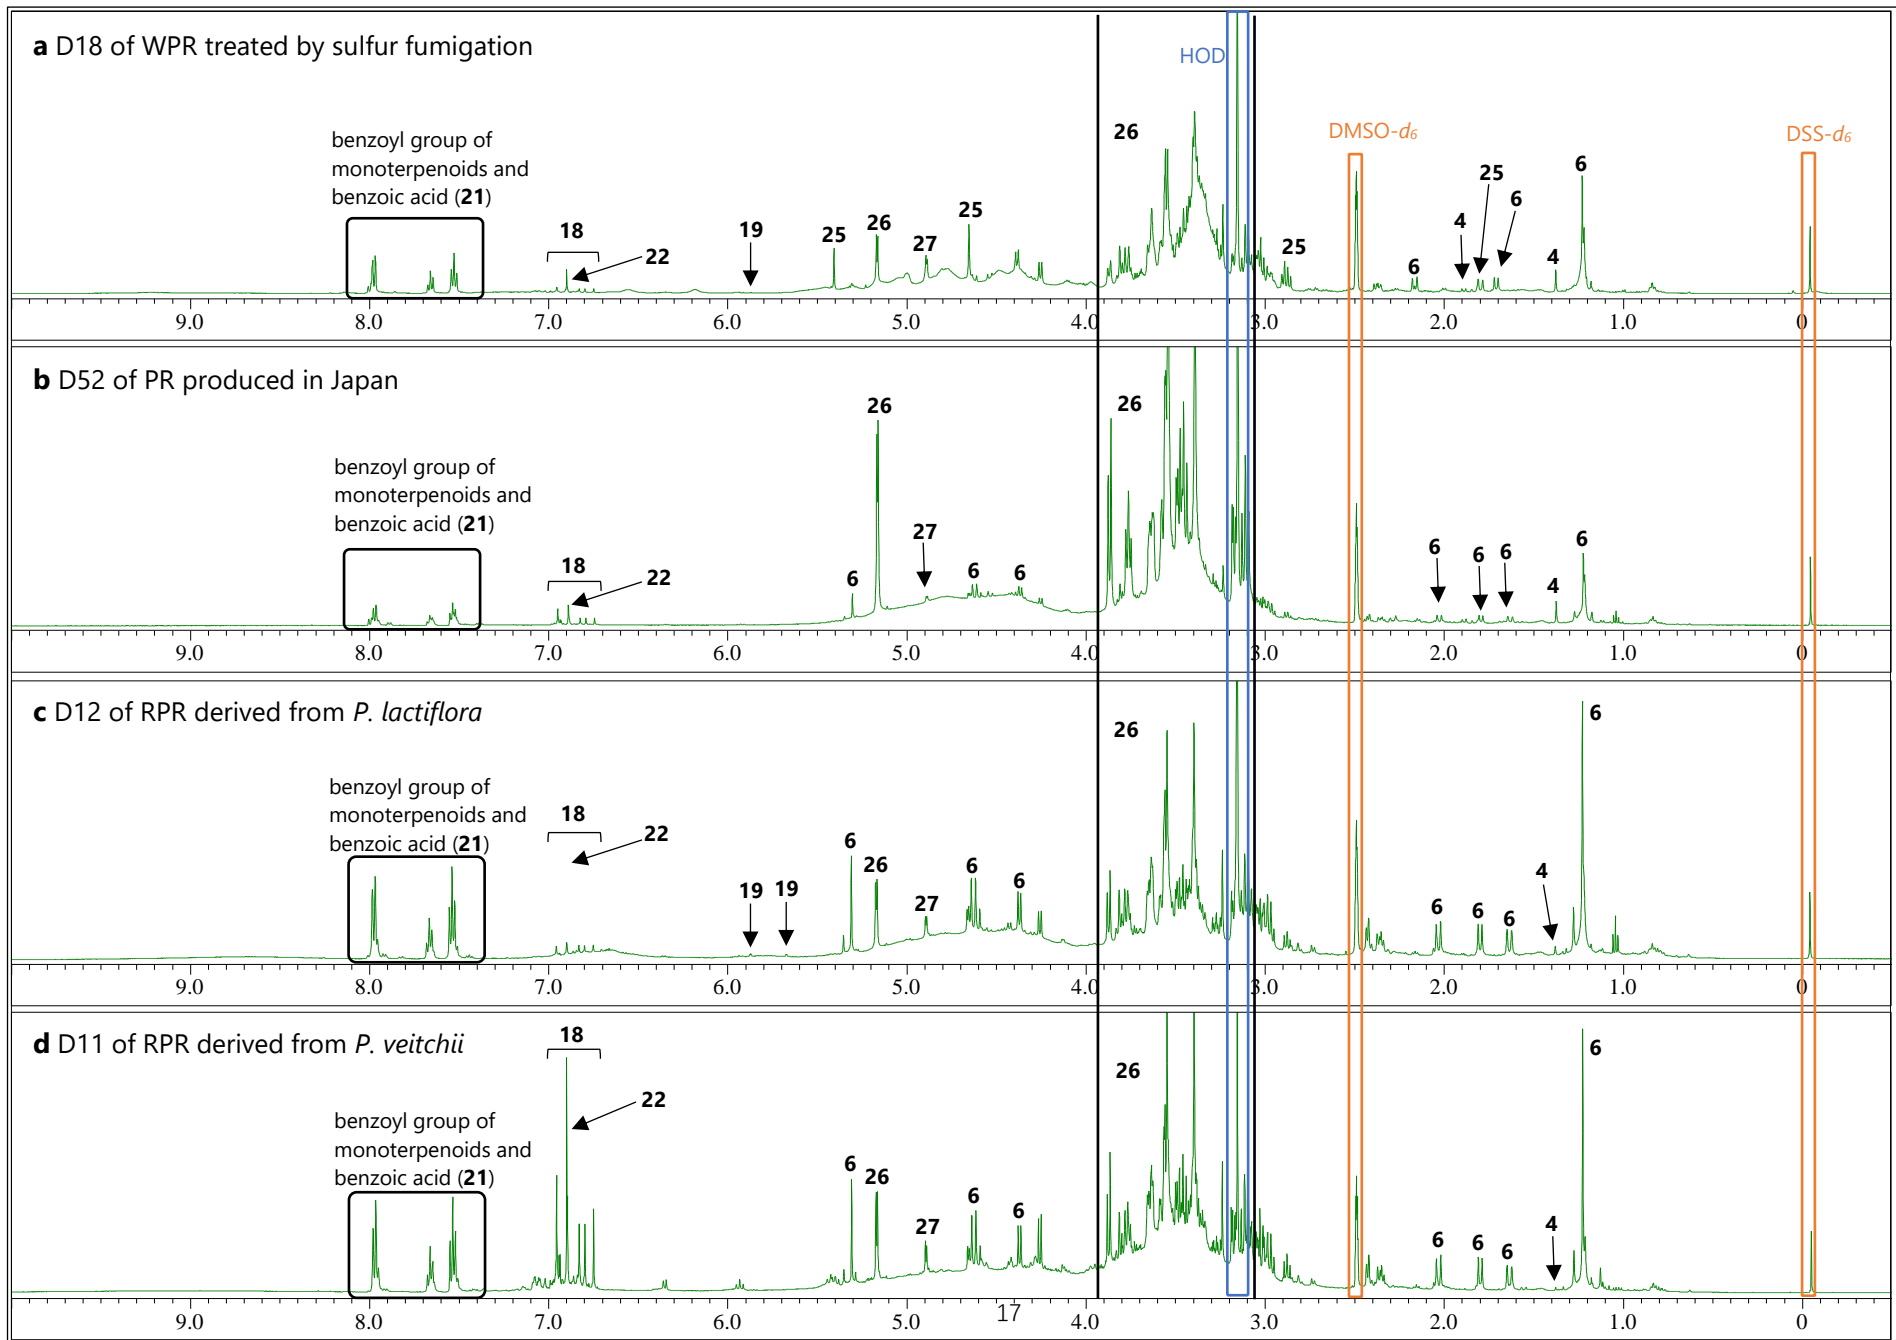 a D18 of WPR treated by sulfur fumigation
HOD
DMSO-d6
DSS-d6
benzoyl group of
monoterpenoids and
benzoic acid (21)
18
22
19
25
26
27
25
26
25
6
4
25
6
4
6
9.0 8.0 7.0 6.0 5.0 4.0 3.0 2.0 1.0 0
b D52 of PR produced in Japan
benzoyl group of
monoterpenoids and
benzoic acid (21)
18
22
6
26
27
6
6
26
6
6
6
4
6
9.0 8.0 7.0 6.0 5.0 4.0 3.0 2.0 1.0 0
c D12 of RPR derived from P. lactiflora
benzoyl group of
monoterpenoids and
benzoic acid (21)
18
22
19
19
6
26
27
6
6
26
6
6
6
4
6
9.0 8.0 7.0 6.0 5.0 4.0 3.0 2.0 1.0 0
d D11 of RPR derived from P. veitchii
benzoyl group of
monoterpenoids and
benzoic acid (21)
18
22
6
26
27
6
6
26
6
6
6
4
6
9.0 8.0 7.0 6.0 5.0 4.0 3.0 2.0 1.0 0
17